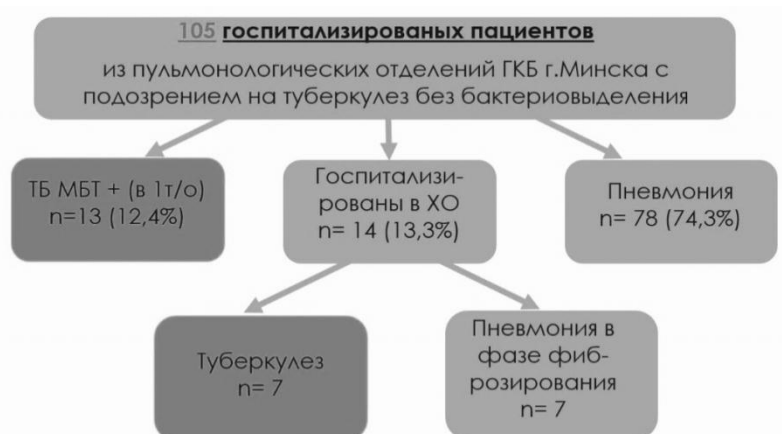 105 госпитализированых пациентов
из пульмонологических отделений ГКБ г.Минска с
подозрением на туберкулез без бактериовыделения
ТБ МБТ + (в 1т/о)
n=13 (12,4%)
Госпитализи-
рованы в ХО
n= 14 (13,3%)
Пневмония
n= 78 (74,3%)
Туберкулез
n= 7
Пневмония в
фазе фиб-
розирования
n= 7